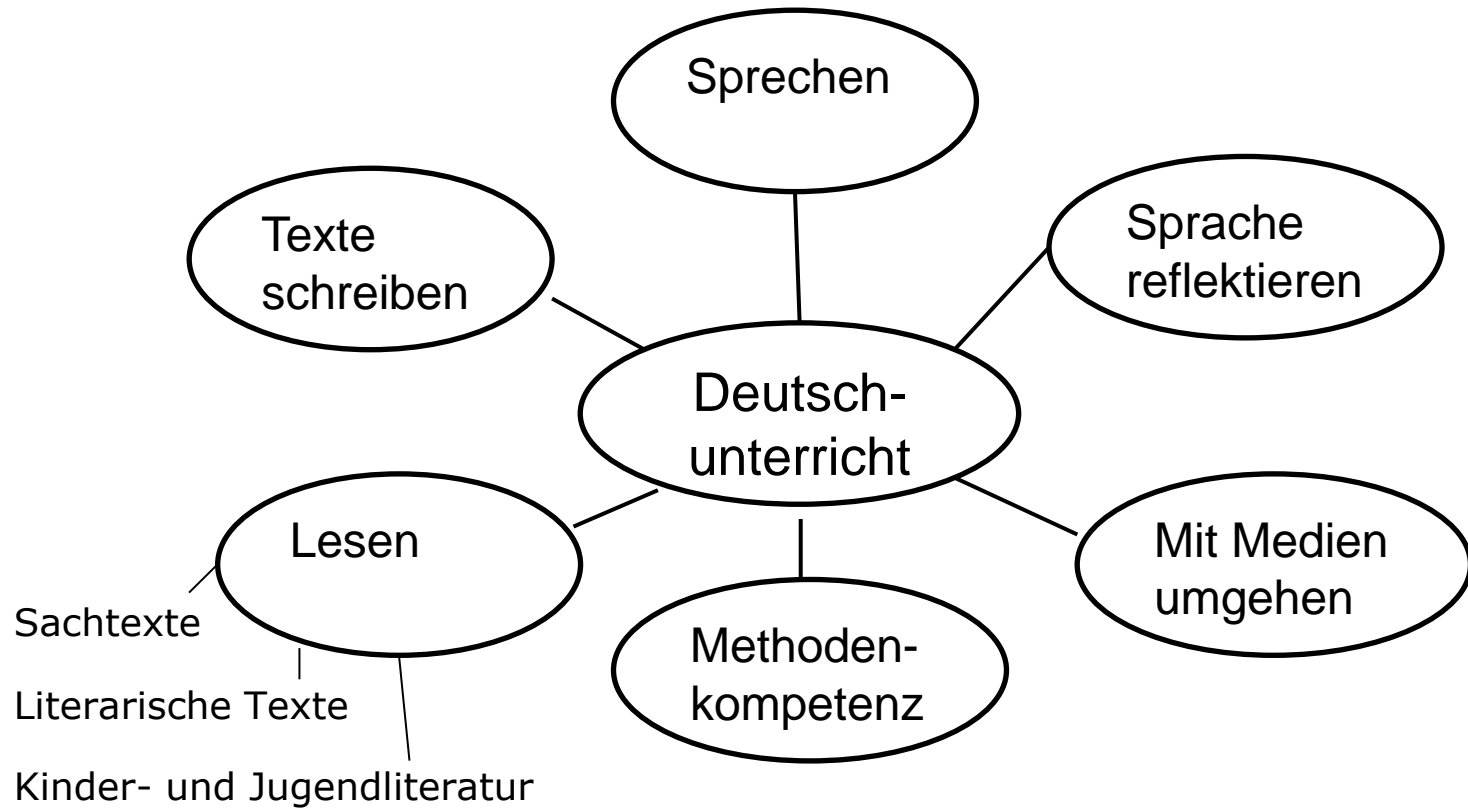 Sprechen
Texte
schreiben
Sprache
reflektieren
Deutsch-
unterricht
Lesen
Mit Medien
umgehen
Methoden-
kompetenz
Sachtexte
Literarische Texte
Kinder- und Jugendliteratur